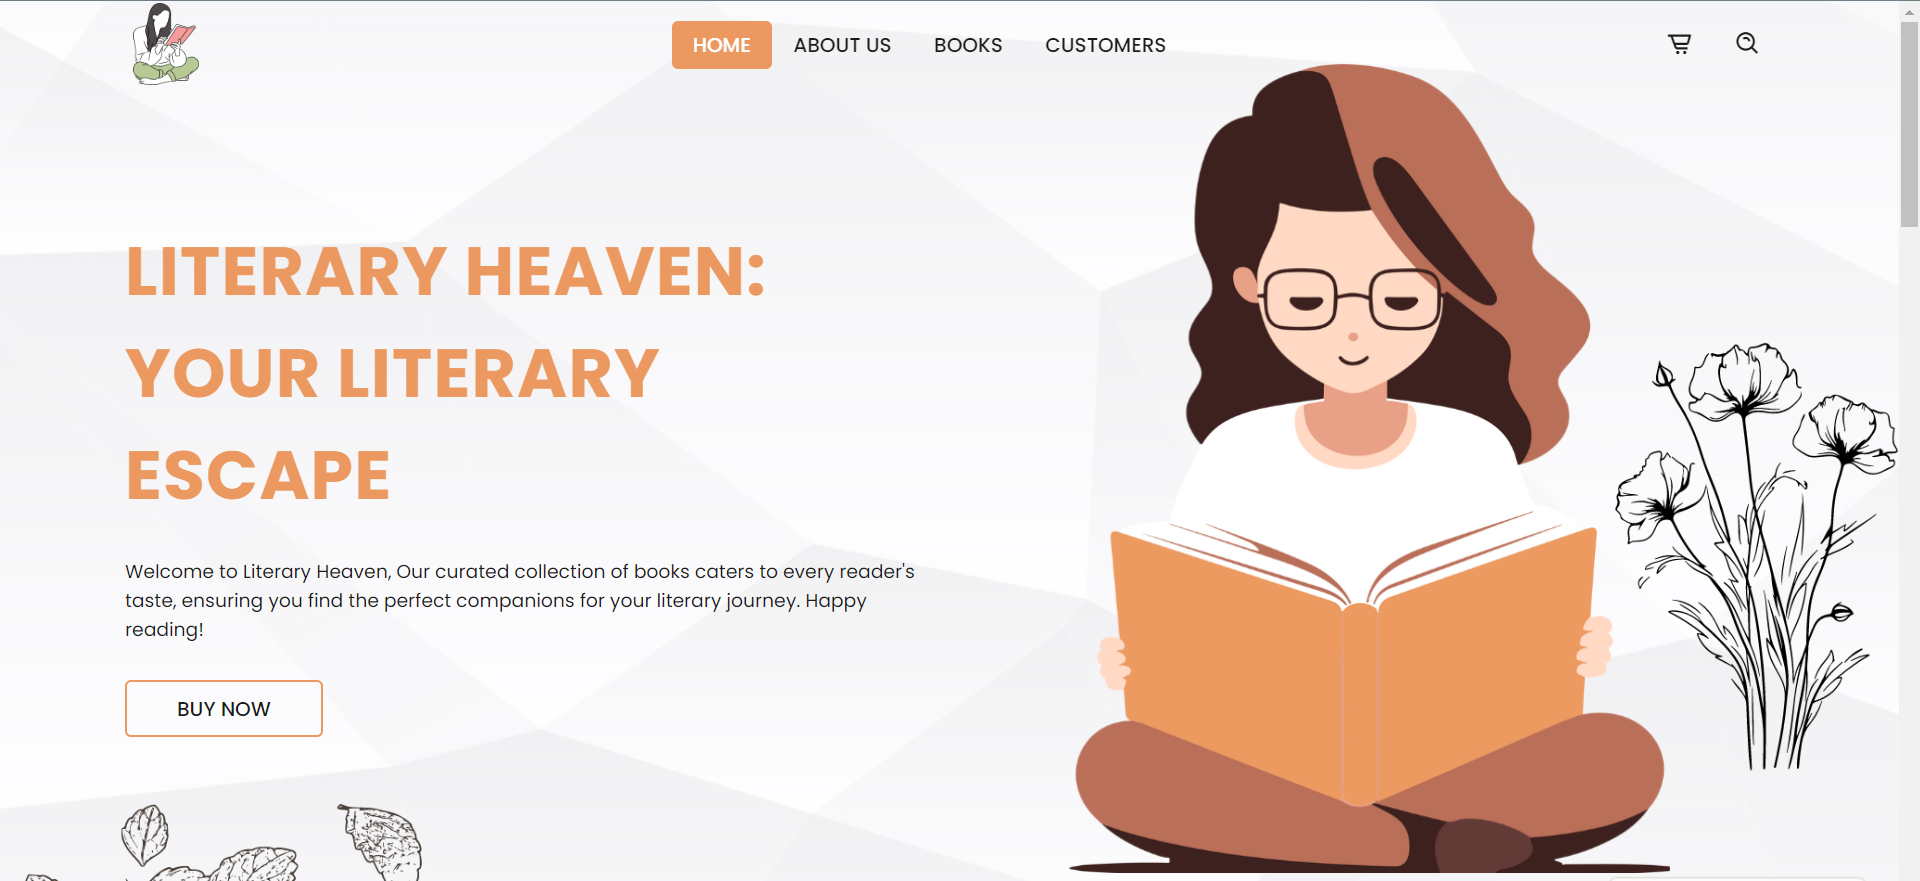 HOME ABOUT US BOOKS CUSTOMERS
LITERARY HEAVEN:
YOUR LITERARY
ESCAPE
Welcome to Literary Heaven, Our curated collection of books caters to every reader's
taste, ensuring you find the perfect companions for your literary journey. Happy
reading!
BUY NOW